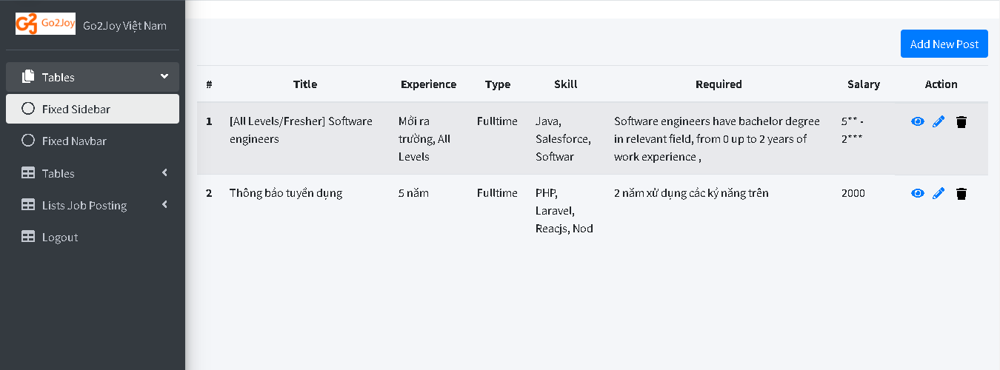 Go2Joy
Go2Joy Việt Nam
Tables
Fixed Sidebar
Fixed Navbar
Tables
Lists Job Posting
Logout
Add New Post
# Title Experience Type Skill Required Salary Action
1 [All Levels/Fresher] Software Mới ra Fulltime Java, Software engineers have bachelor degree 5** -
engineers trường, All Salesforce, in relevant field, from 0 up to 2 years of 2***
Levels Softwar work experience ,
2 Thông báo tuyển dụng 5 năm Fulltime PHP, 2 năm xử dụng các kỷ năng trên 2000
Laravel,
Reacjs, Nod